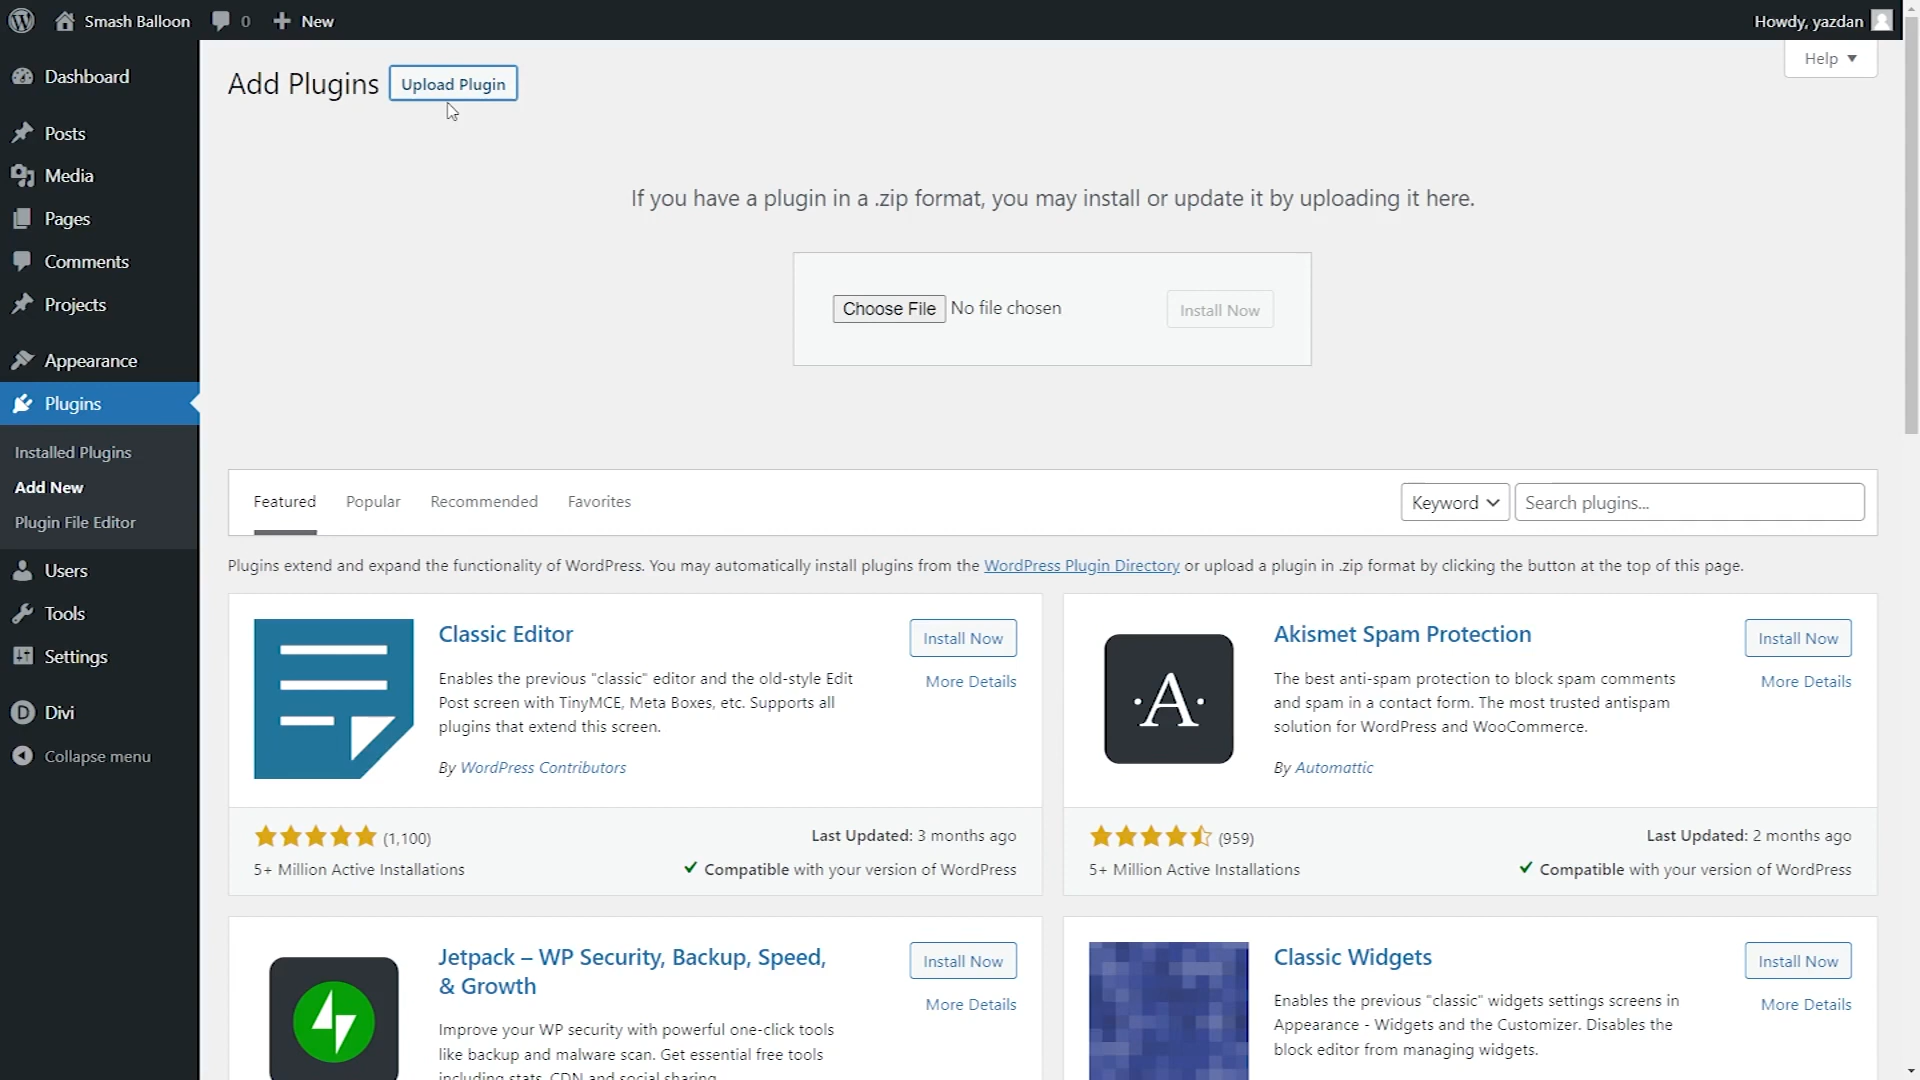 Smash Balloon 0 New Howdy, yazdan
Dashboard
Posts
Media
Pages
Comments
Projects
Appearance
Plugins
Installed Plugins
Add New
Plugin File Editor
Users
Tools
Settings
Divi
Collapse menu
Help
Add Plugins Upload Plugin
If you have a plugin in a .zip format, you may install or update it by uploading it here.
Choose File No file chosen Install Now
Featured Popular Recommended Favorites Keyword Search plugins...
Plugins extend and expand the functionality of WordPress. You may automatically install plugins from the WordPress Plugin Directory or upload a plugin in .zip format by clicking the button at the top of this page.
Classic Editor
Install Now
More Details
Enables the previous "classic" editor and the old-style Edit
Post screen with TinyMCE, Meta Boxes, etc. Supports all
plugins that extend this screen.
By WordPress Contributors
(1,100)
Last Updated: 3 months ago
5+ Million Active Installations
Compatible with your version of WordPress
·A·
Akismet Spam Protection
Install Now
More Details
The best anti-spam protection to block spam comments
and spam in a contact form. The most trusted antispam
solution for WordPress and WooCommerce.
By Automattic
(959)
Last Updated: 2 months ago
5+ Million Active Installations
Compatible with your version of WordPress
Jetpack – WP Security, Backup, Speed,
& Growth
Install Now
More Details
Improve your WP security with powerful one-click tools
like backup and malware scan. Get essential free tools
including stats, CDN and social sharing.
Classic Widgets
Install Now
More Details
Enables the previous "classic" widgets settings screens in
Appearance - Widgets and the Customizer. Disables the
block editor from managing widgets.